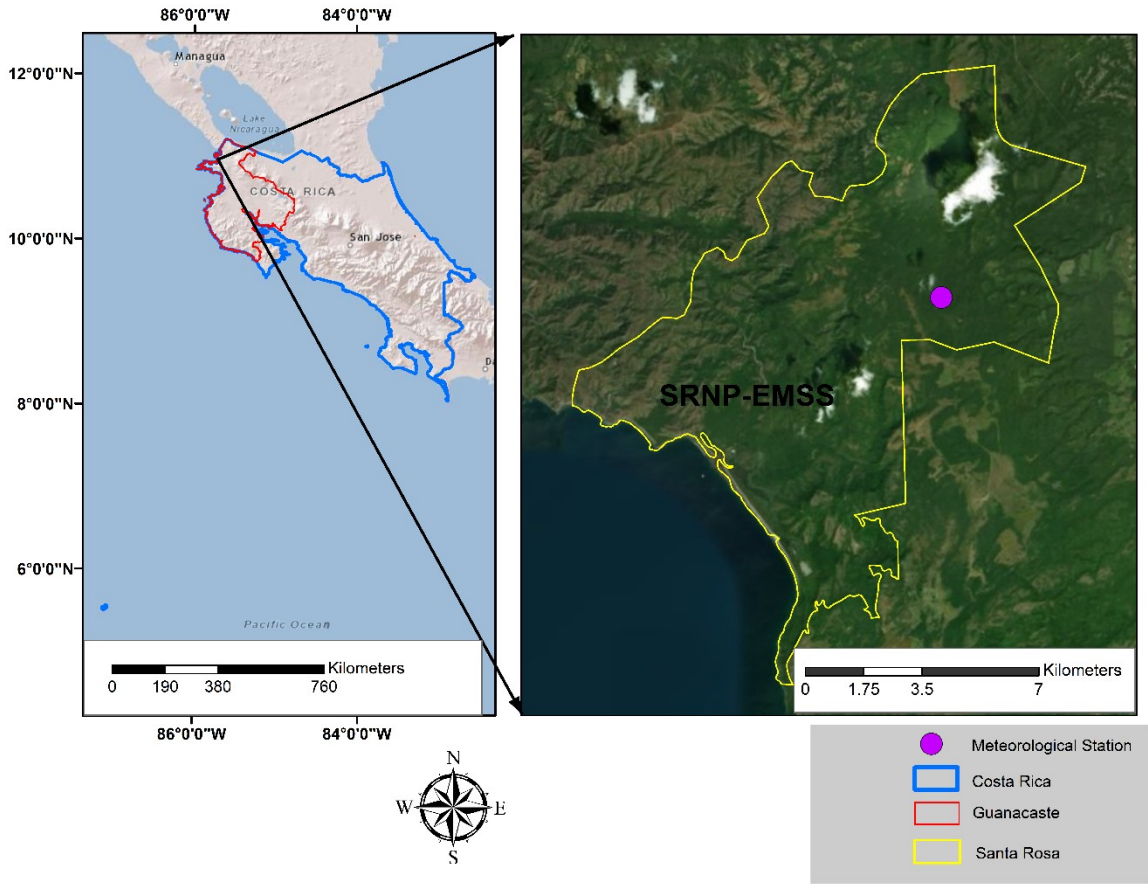 86°0'0"W 84°0'0"W
12°0'0"N
10°0'0"N
8°0'0"N
6°0'0"N
Managua
Lake
Nicaragua
COSTA RICA
San Jose
Da
Pacific Ocean
Kilometers
0 190 380 760
86°0'0"W 84°0'0"W
SRNP-EMSS
Kilometers
0 1.75 3.5 7
N
W E
S
Meteorological Station
Costa Rica
Guanacaste
Santa Rosa